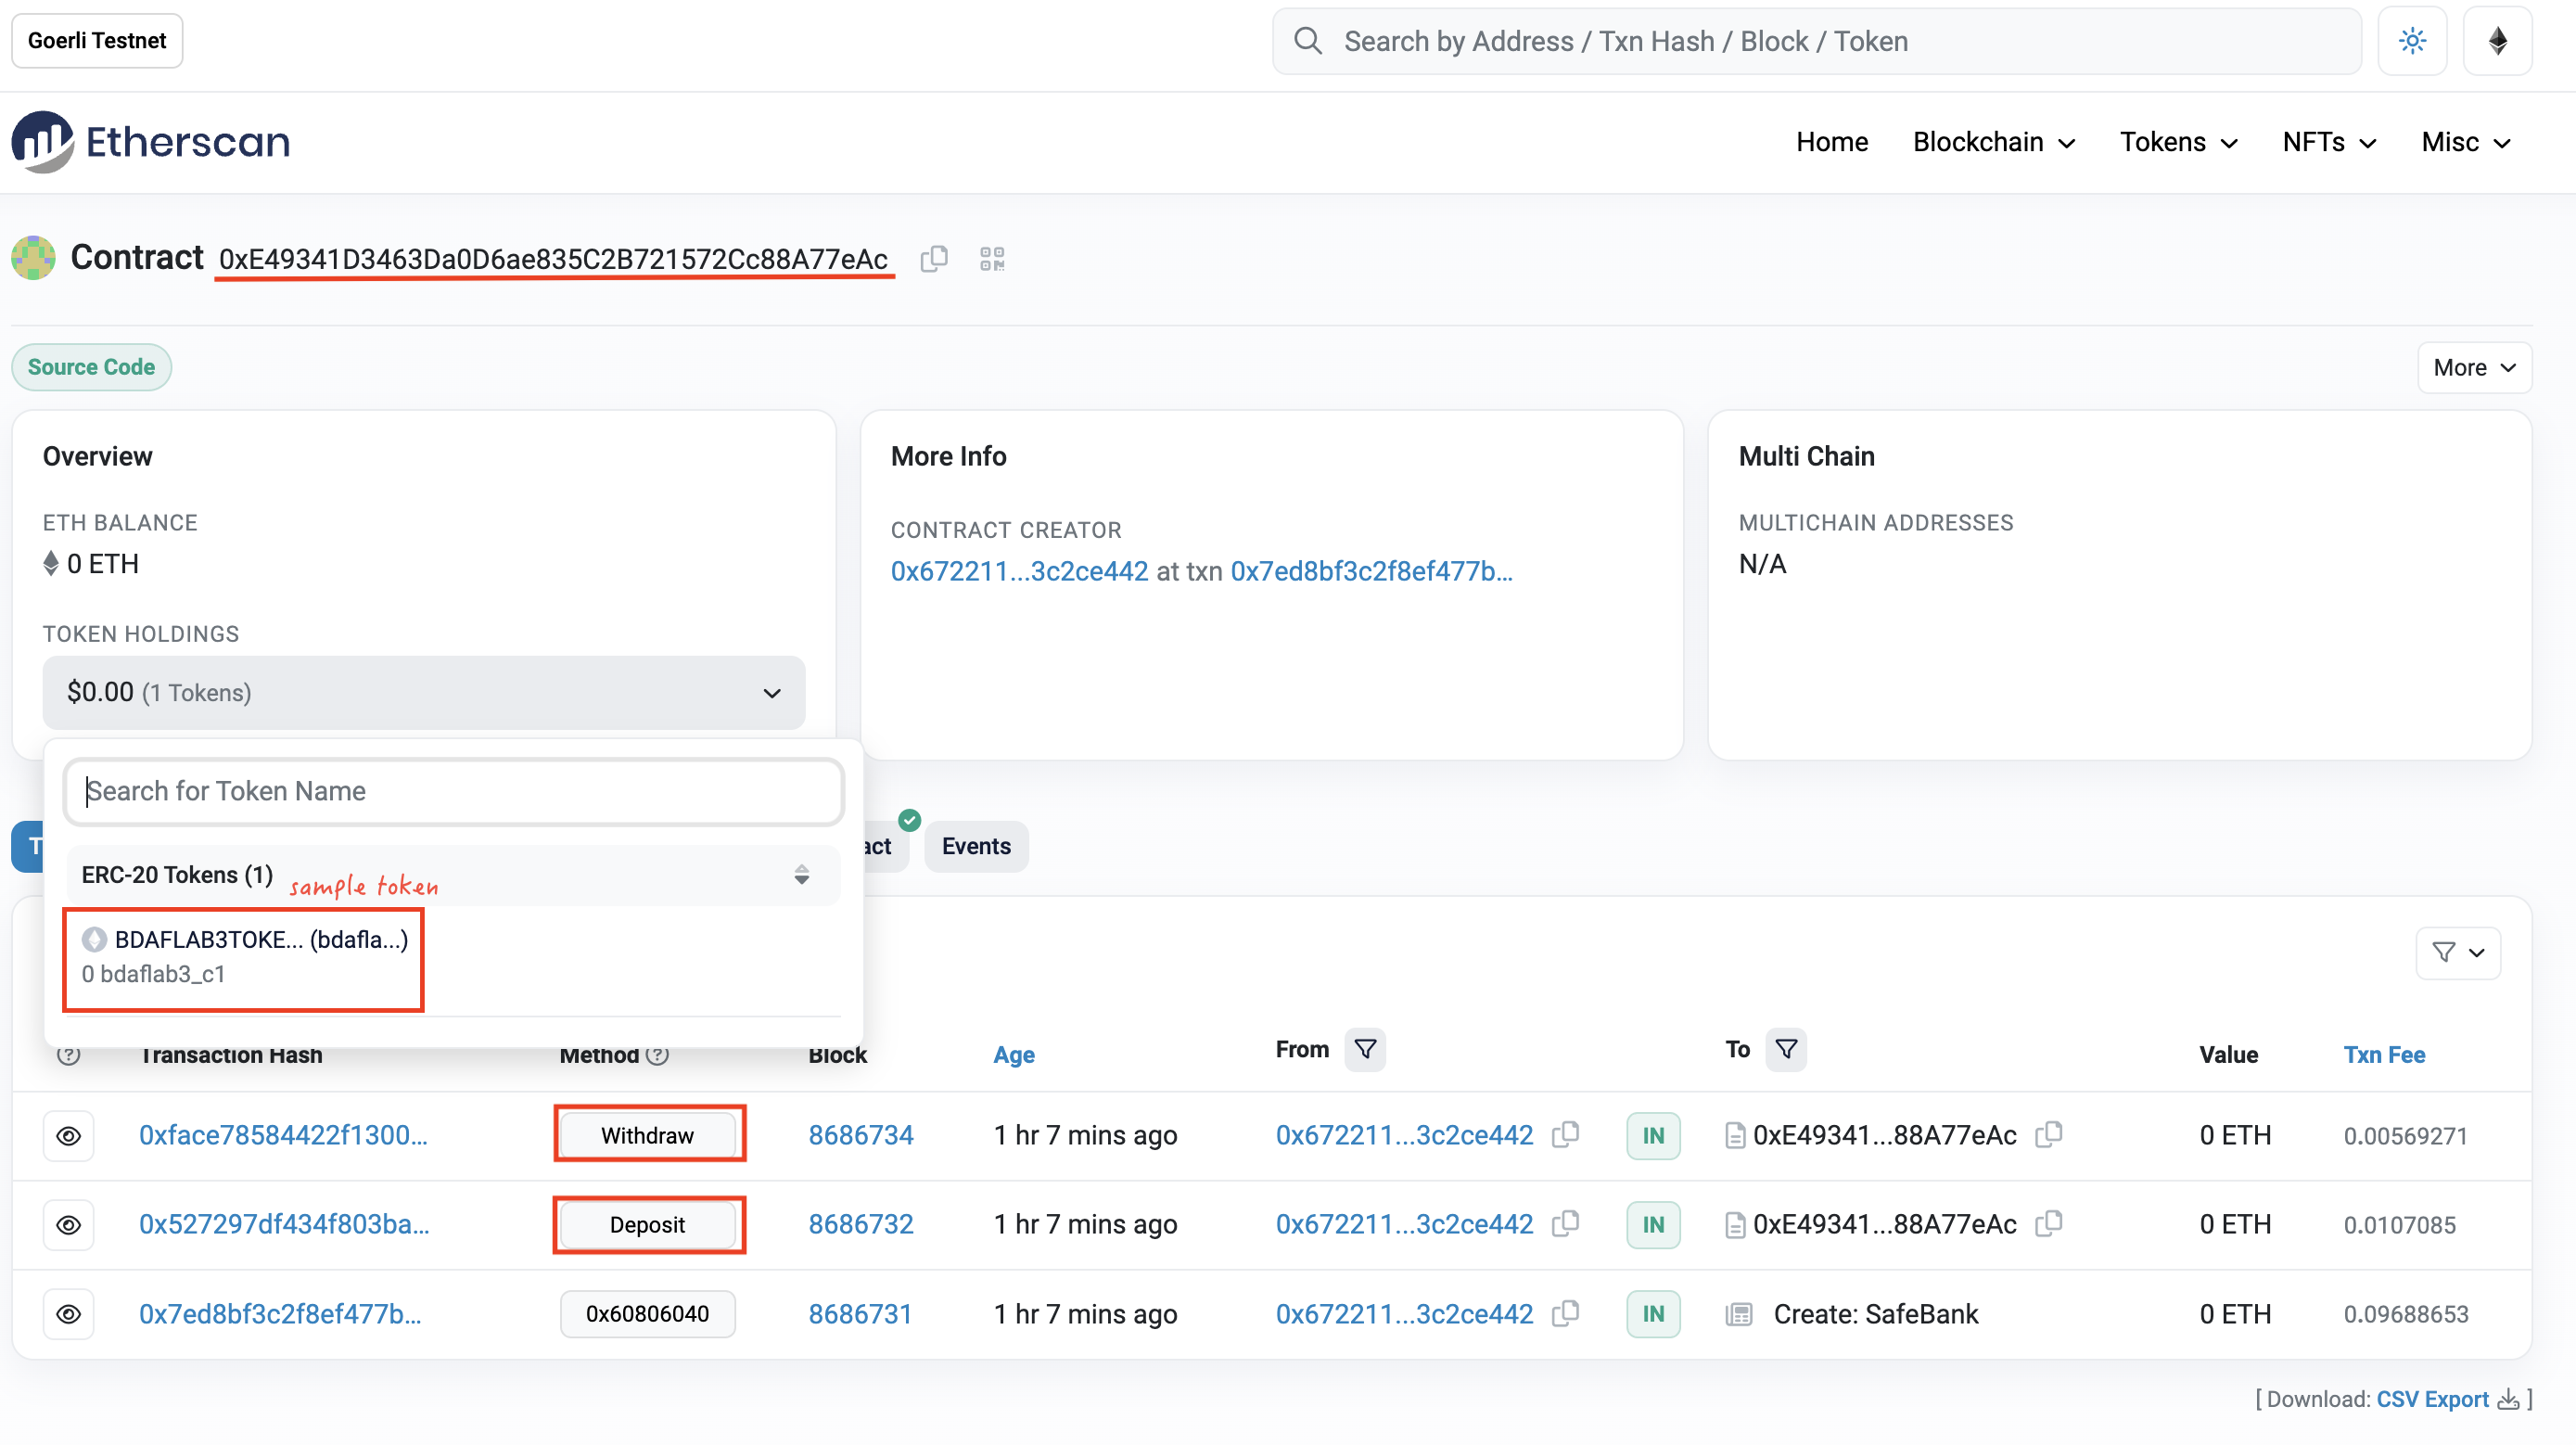 Goerli Testnet
Search by Address / Txn Hash / Block / Token
Etherscan
Home Blockchain Tokens NFTs Misc
Contract 0xE49341D3463Da0D6ae835C2B721572Cc88A77eAc
Source Code
More
Overview
ETH BALANCE
0 ETH
TOKEN HOLDINGS
$0.00 (1 Tokens)
More Info
CONTRACT CREATOR
0x672211...3c2ce442 at txn 0x7ed8bf3c2f8ef477b...
Multi Chain
MULTICHAIN ADDRESSES
N/A
Search for Token Name
ERC-20 Tokens (1) sample token
BDAFLAB3TOKE... (bdafla...)
0 bdaflab3_c1
T act Events
Transaction Hash Method Block Age From To Value Txn Fee
0xface78584422f1300... Withdraw 8686734 1 hr 7 mins ago 0x672211...3c2ce442 IN 0xE49341...88A77eAc 0 ETH 0.00569271
0x527297df434f803ba... Deposit 8686732 1 hr 7 mins ago 0x672211...3c2ce442 IN 0xE49341...88A77eAc 0 ETH 0.0107085
0x7ed8bf3c2f8ef477b... 0x60806040 8686731 1 hr 7 mins ago 0x672211...3c2ce442 IN Create: SafeBank 0 ETH 0.09688653
[ Download: CSV Export ]